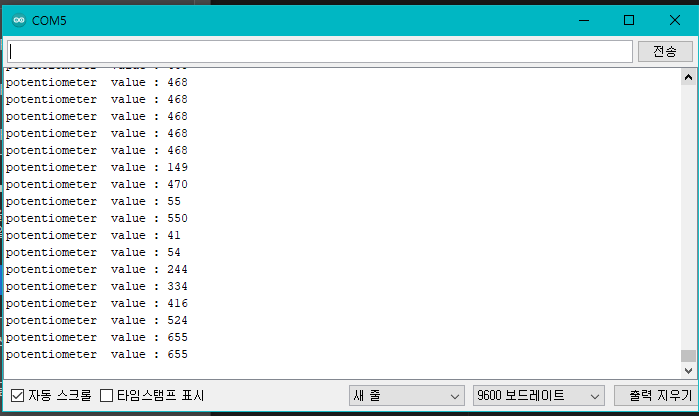 COM5
전송
potentiometer  value : 468
potentiometer  value : 468
potentiometer  value : 468
potentiometer  value : 468
potentiometer  value : 468
potentiometer  value : 149
potentiometer  value : 470
potentiometer  value : 55
potentiometer  value : 550
potentiometer  value : 41
potentiometer  value : 54
potentiometer  value : 244
potentiometer  value : 334
potentiometer  value : 416
potentiometer  value : 524
potentiometer  value : 655
potentiometer  value : 655
자동 스크롤 타임스탬프 표시 새 줄 9600 보드레이트 출력 지우기